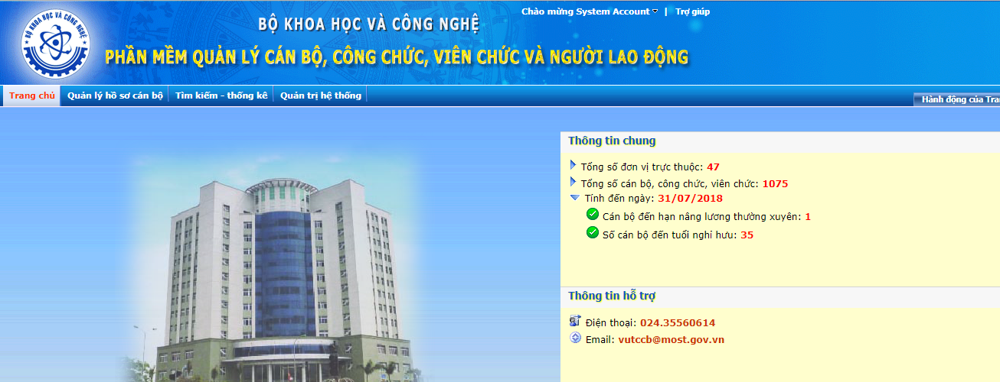 BỘ KHOA HỌC VÀ CÔNG NGHỆ
Chào mừng System Account | Trợ giúp
BỘ KHOA HỌC VÀ CÔNG NGHỆ
PHẦN MỀM QUẢN LÝ CÁN BỘ, CÔNG CHỨC, VIÊN CHỨC VÀ NGƯỜI LAO ĐỘNG
Trang chủ Quản lý hồ sơ cán bộ Tìm kiếm - thống kê Quản trị hệ thống
Hành động của Tra
Thông tin chung
Tổng số đơn vị trực thuộc: 47
Tổng số cán bộ, công chức, viên chức: 1075
Tính đến ngày: 31/07/2018
Cán bộ đến hạn nâng lương thường xuyên: 1
Số cán bộ đến tuổi nghỉ hưu: 35
Thông tin hỗ trợ
Điện thoại: 024.35560614
Email: vutccb@most.gov.vn